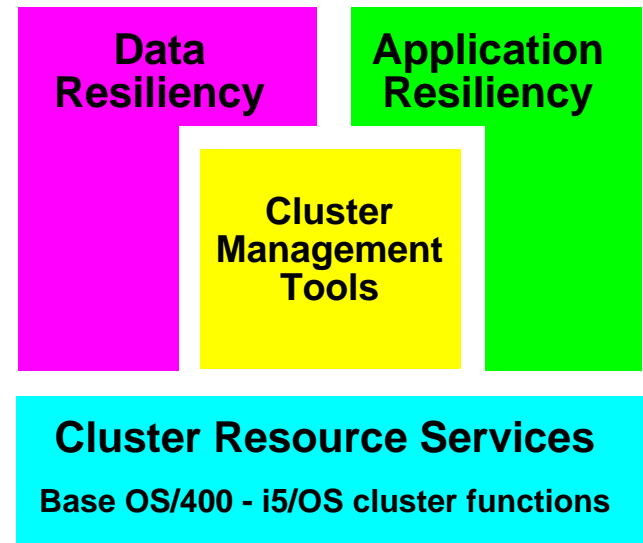 Data
Resiliency
Application
Resiliency
Cluster
Management
Tools
Cluster Resource Services
Base OS/400 - i5/OS cluster functions